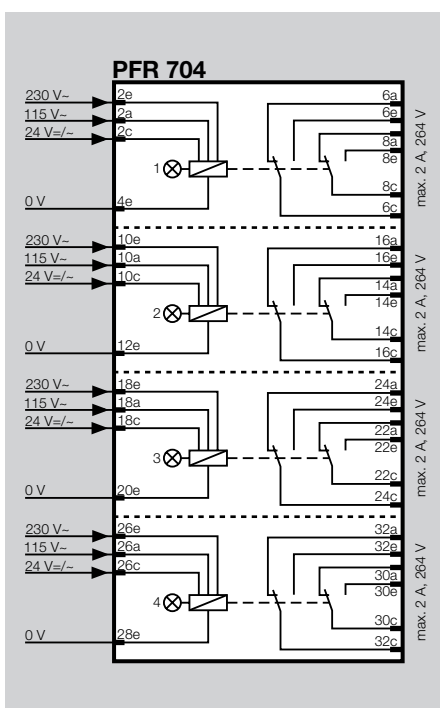 PFR 704
230 V~ 2e 6a
115 V~ 2a 6e
24 V=/~ 2c
8a
1 8e
8c
0 V 4e 6c
max. 2 A, 264 V
230 V~ 10e 16a
115 V~ 10a 16e
24 V=/~ 10c
14a
2 14e
14c
0 V 12e 16c
max. 2 A, 264 V
230 V~ 18e 24a
115 V~ 18a 24e
24 V=/~ 18c
22a
3 22e
22c
0 V 20e 24c
max. 2 A, 264 V
230 V~ 26e 32a
115 V~ 26a 32e
24 V=/~ 26c
30a
4 30e
30c
0 V 28e 32c
max. 2 A, 264 V